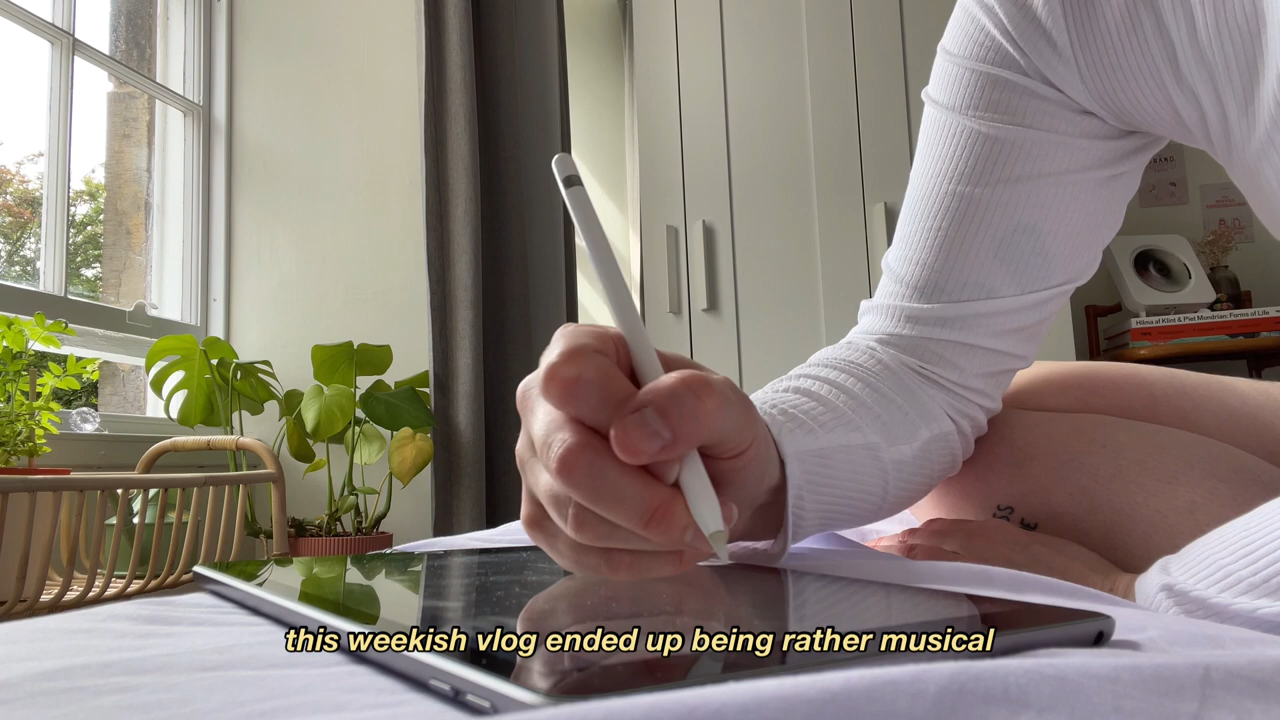 Hilma af Klint & Piet Mondrian: Forms of Life
this weekish vlog ended up being rather musical